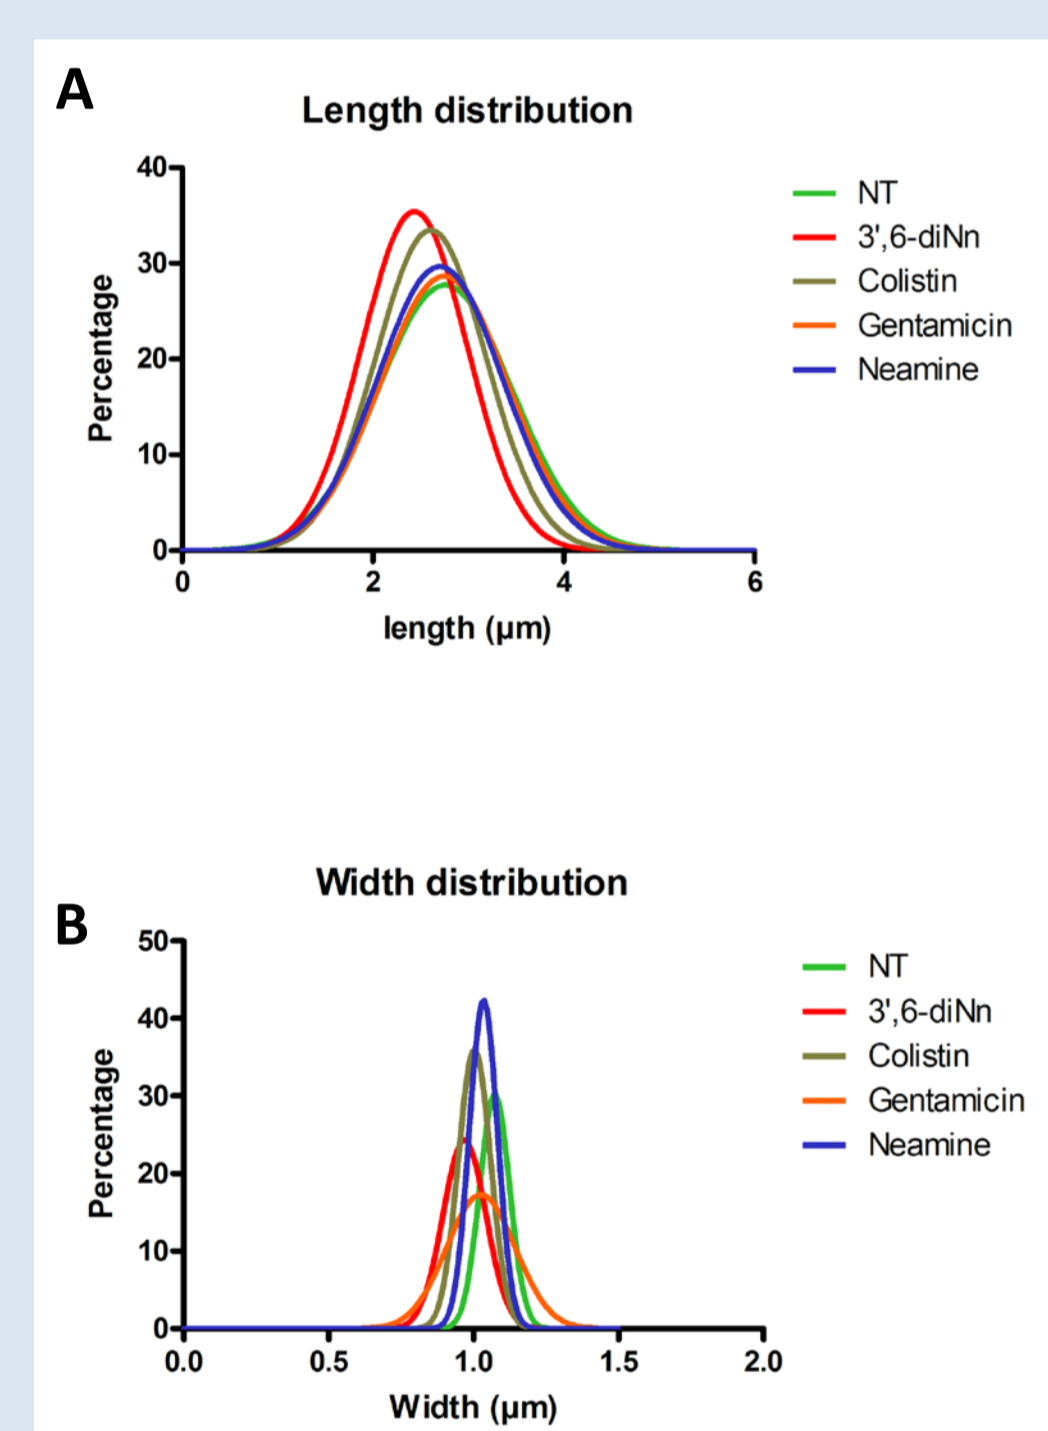 A
Length distribution
40
30
20
10
0
Percentage
0 2 4 6
length (µm)
NT
3',6-diNn
Colistin
Gentamicin
Neamine
Width distribution
B
50
40
30
20
10
0
Percentage
0.0 0.5 1.0 1.5 2.0
Width (µm)
NT
3',6-diNn
Colistin
Gentamicin
Neamine